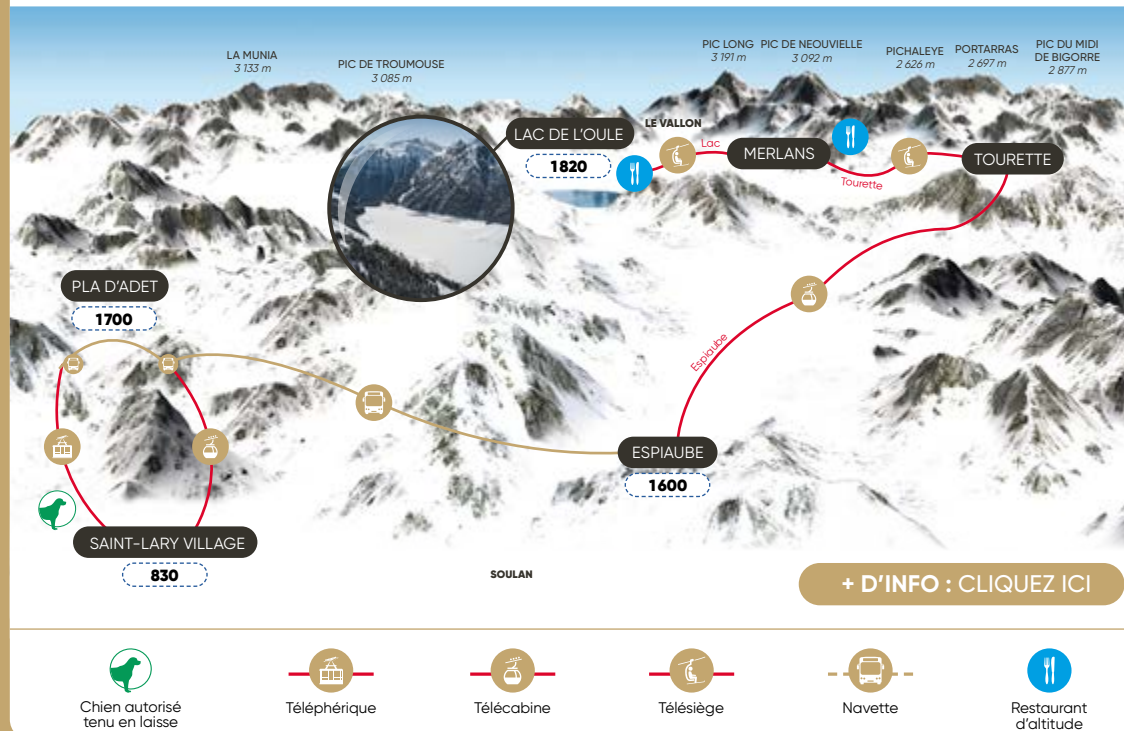 LA MUNIA
3 133 m
PIC DE TROUMOUSE
3 085 m
PIC LONG
3 191 m
PIC DE NEOUVIELLE
3 092 m
PICHALEYE
2 626 m
PORTARRAS
2 697 m
PIC DU MIDI
DE BIGORRE
2 877 m
LAC DE L'OULE
1820
LE VALLON
Lac
MERLANS
Tourette
TOURETTE
PLA D'ADET
1700
Espiaube
ESPIAUBE
1600
SAINT-LARY VILLAGE
830
SOULAN
+ D'INFO : CLIQUEZ ICI
Chien autorisé
tenu en laisse
Téléphérique
Télécabine
Télésiège
Navette
Restaurant
d'altitude